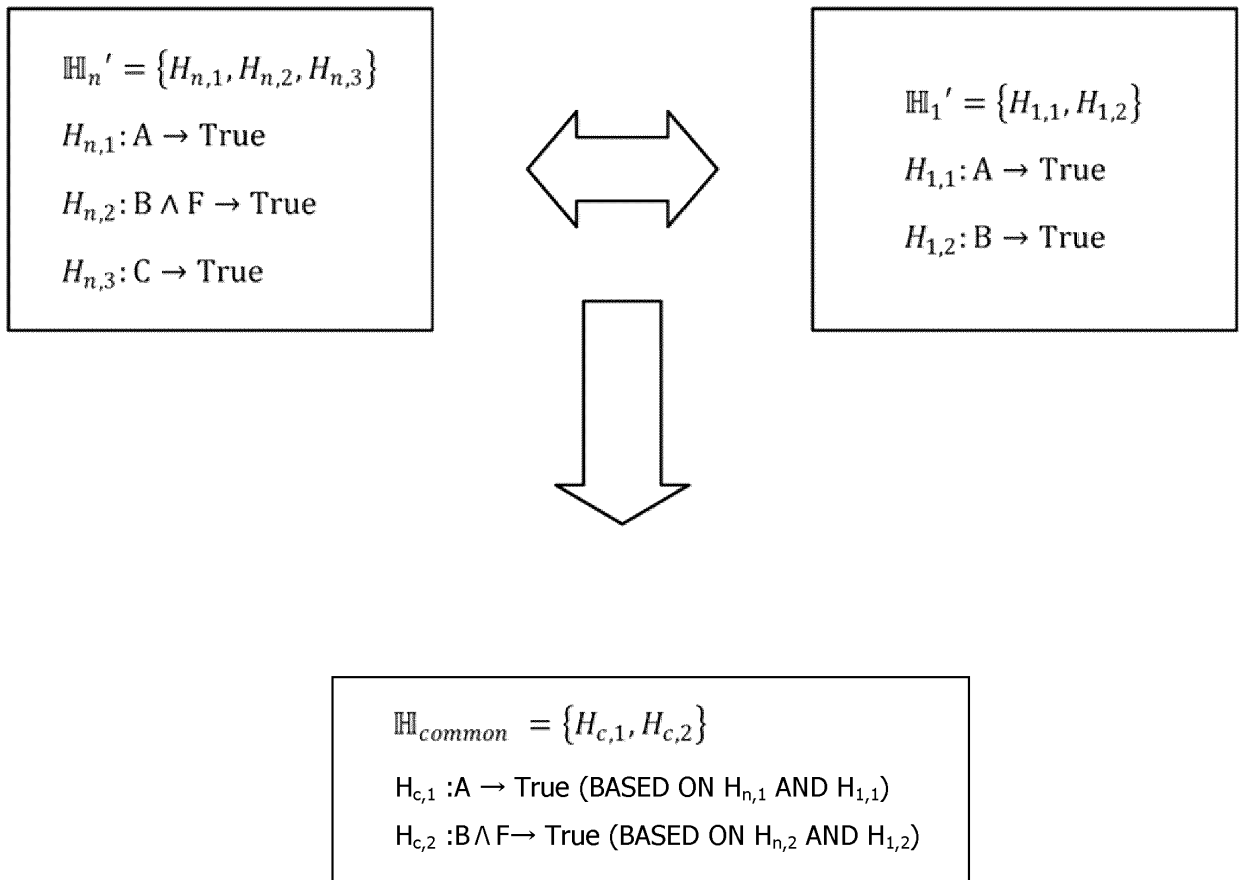 ℍₙ′ = {Hₙ,₁, Hₙ,₂, Hₙ,₃}
Hₙ,₁: A → True
Hₙ,₂: B ∧ F → True
Hₙ,₃: C → True
ℍ₁′ = {H₁,₁, H₁,₂}
H₁,₁: A → True
H₁,₂: B → True
ℍcommon = {Hc,₁, Hc,₂}
Hc,₁ :A → True (BASED ON Hₙ,₁ AND H₁,₁)
Hc,₂ :B∧F→ True (BASED ON Hₙ,₂ AND H₁,₂)